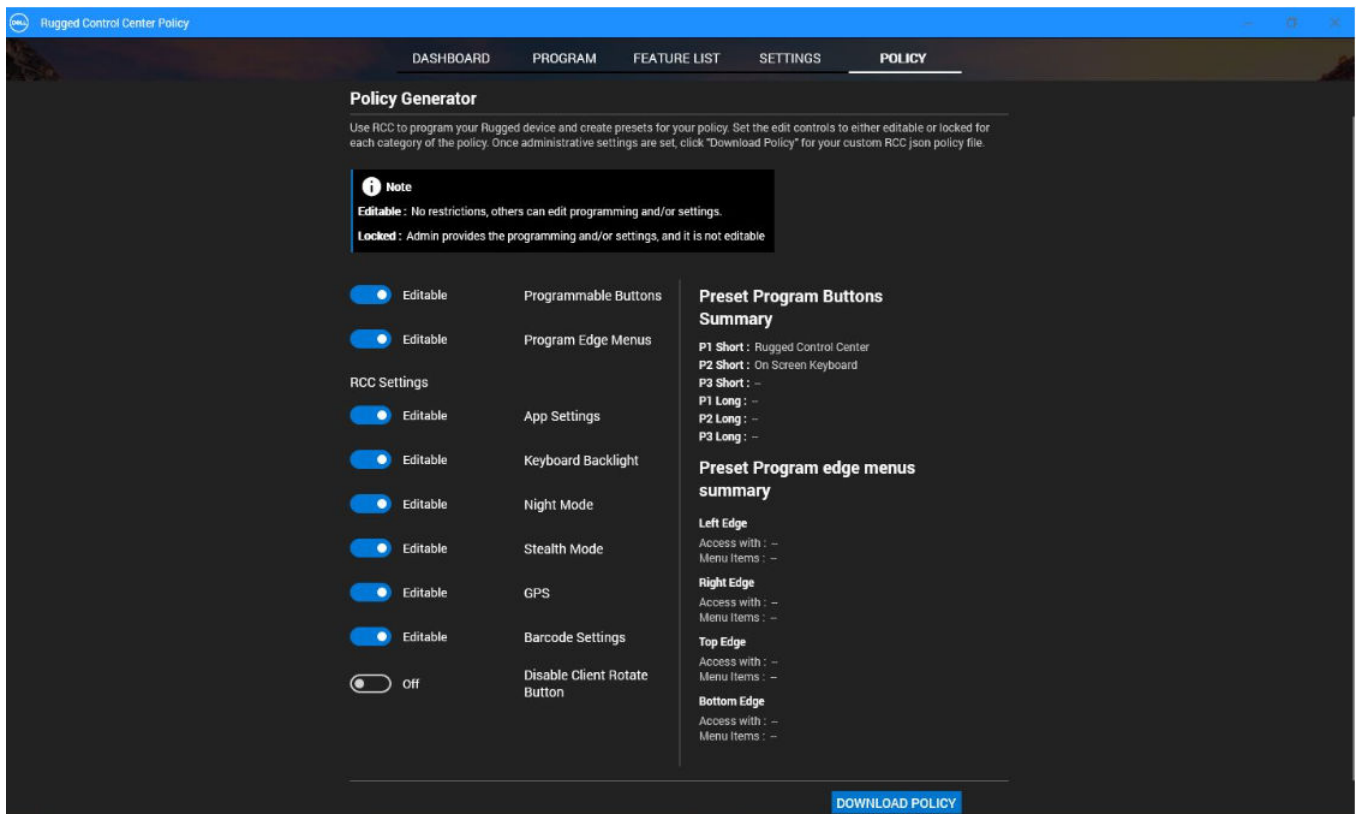 DELL
Rugged Control Center Policy
DASHBOARD PROGRAM FEATURE LIST SETTINGS POLICY
Policy Generator
Use RCC to program your Rugged device and create presets for your policy. Set the edit controls to either editable or locked for
each category of the policy. Once administrative settings are set, click "Download Policy" for your custom RCC json policy file.
Note
Editable : No restrictions, others can edit programming and/or settings.
Locked : Admin provides the programming and/or settings, and it is not editable
Editable Programmable Buttons
Editable Program Edge Menus
RCC Settings
Editable App Settings
Editable Keyboard Backlight
Editable Night Mode
Editable Stealth Mode
Editable GPS
Editable Barcode Settings
Off Disable Client Rotate
Button
Preset Program Buttons
Summary
P1 Short : Rugged Control Center
P2 Short : On Screen Keyboard
P3 Short : --
P1 Long : --
P2 Long : --
P3 Long : --
Preset Program edge menus
summary
Left Edge
Access with : --
Menu Items : --
Right Edge
Access with : --
Menu Items : --
Top Edge
Access with : --
Menu Items : --
Bottom Edge
Access with : --
Menu Items : --
DOWNLOAD POLICY